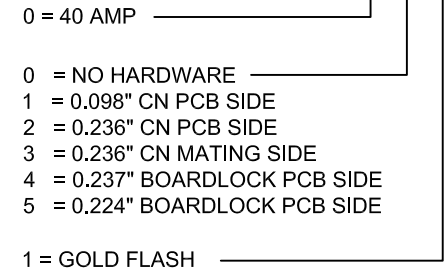 0 = 40 AMP
0 = NO HARDWARE
1 = 0.098" CN PCB SIDE
2 = 0.236" CN PCB SIDE
3 = 0.236" CN MATING SIDE
4 = 0.237" BOARDLOCK PCB SIDE
5 = 0.224" BOARDLOCK PCB SIDE
1 = GOLD FLASH